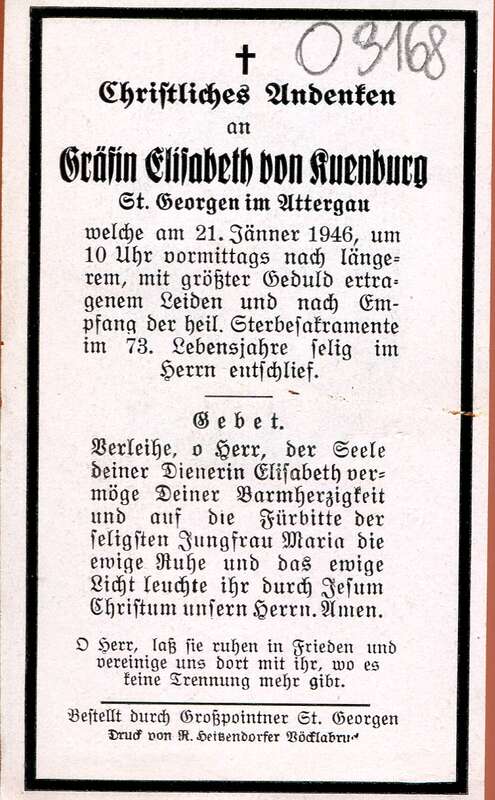 O 9168
Christliches Andenken
an
Gräfin Elisabeth von Kuenburg
St. Georgen im Attergau
welche am 21. Jänner 1946, um
10 Uhr vormittags nach länge=
rem, mit größter Geduld ertra=
genem Leiden und nach Em=
pfang der heil. Sterbesakramente
im 73. Lebensjahre selig im
Herrn entschlief.
Gebet.
Verleihe, o Herr, der Seele
deiner Dienerin Elisabeth ver=
möge Deiner Barmherzigkeit
und auf die Fürbitte der
seligsten Jungfrau Maria die
ewige Ruhe und das ewige
Licht leuchte ihr durch Jesum
Christum unsern Herrn. Amen.
O Herr, laß sie ruhen in Frieden und
vereinige uns dort mit ihr, wo es
keine Trennung mehr gibt.
Bestellt durch Großpointner St. Georgen
Druck von R. Heitzendorfer Vöcklabruck